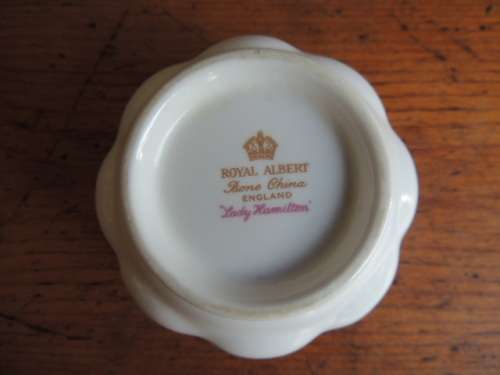 ROYAL ALBERT
Bone China
ENGLAND
"Lady Hamilton"